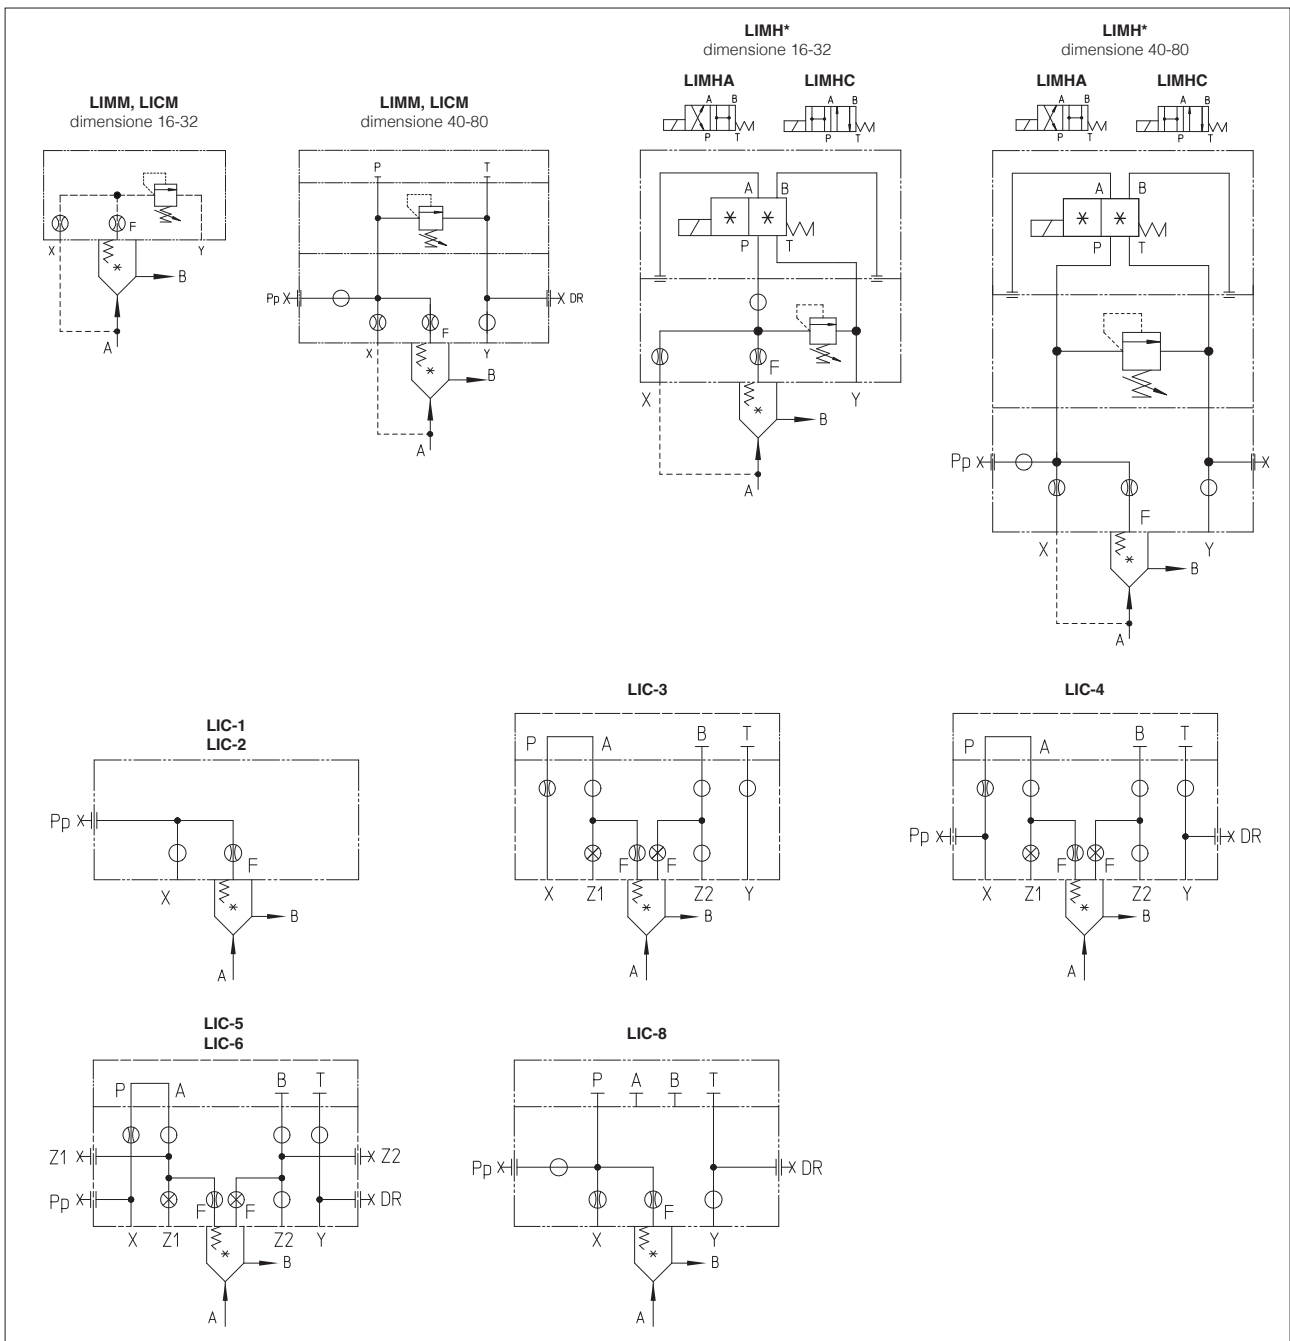 LIMH*
dimensione 16-32
LIMH*
dimensione 40-80
LIMHA
LIMHC
LIMHA
LIMHC
LIMM, LICM
dimensione 16-32
LIMM, LICM
dimensione 40-80
A B
P T
A B
P T
A B
P T
A B
P T
X
F
Y
*
B
A
P
T
Pp
DR
X
F
Y
*
B
A
A B
* *
P T
X
F
Y
*
B
A
A B
* *
P T
Pp
X
F
Y
*
B
A
LIC-1
LIC-2
Pp
X
F
*
B
A
LIC-3
P A B T
F F
X Z1 Z2 Y
*
B
A
LIC-4
P A B T
Pp
DR
F F
X Z1 Z2 Y
*
B
A
LIC-5
LIC-6
P A B T
Z1 Z2
Pp F F DR
X Z1 Z2 Y
*
B
A
LIC-8
P A B T
Pp DR
F
X Y
*
B
A